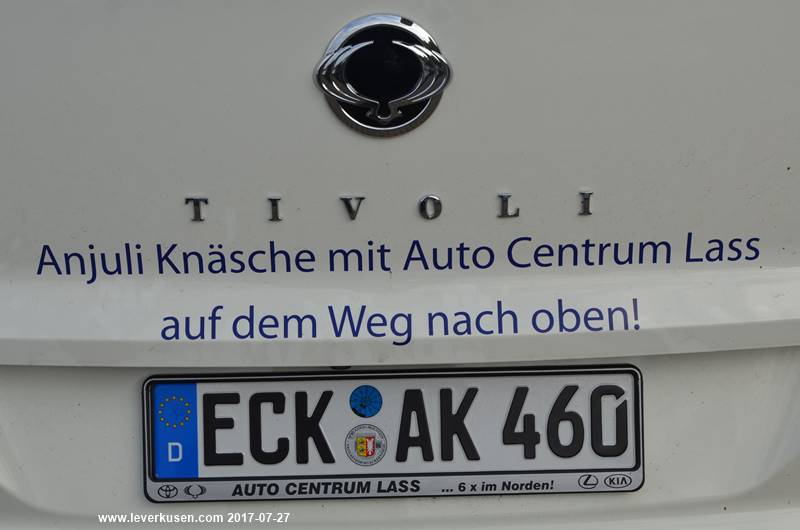 TIVOLI
Anjuli Knäsche mit Auto Centrum Lass
auf dem Weg nach oben!
D ECK AK 460
AUTO CENTRUM LASS ... 6 x im Norden! KIA
www.leverkusen.com 2017-07-27